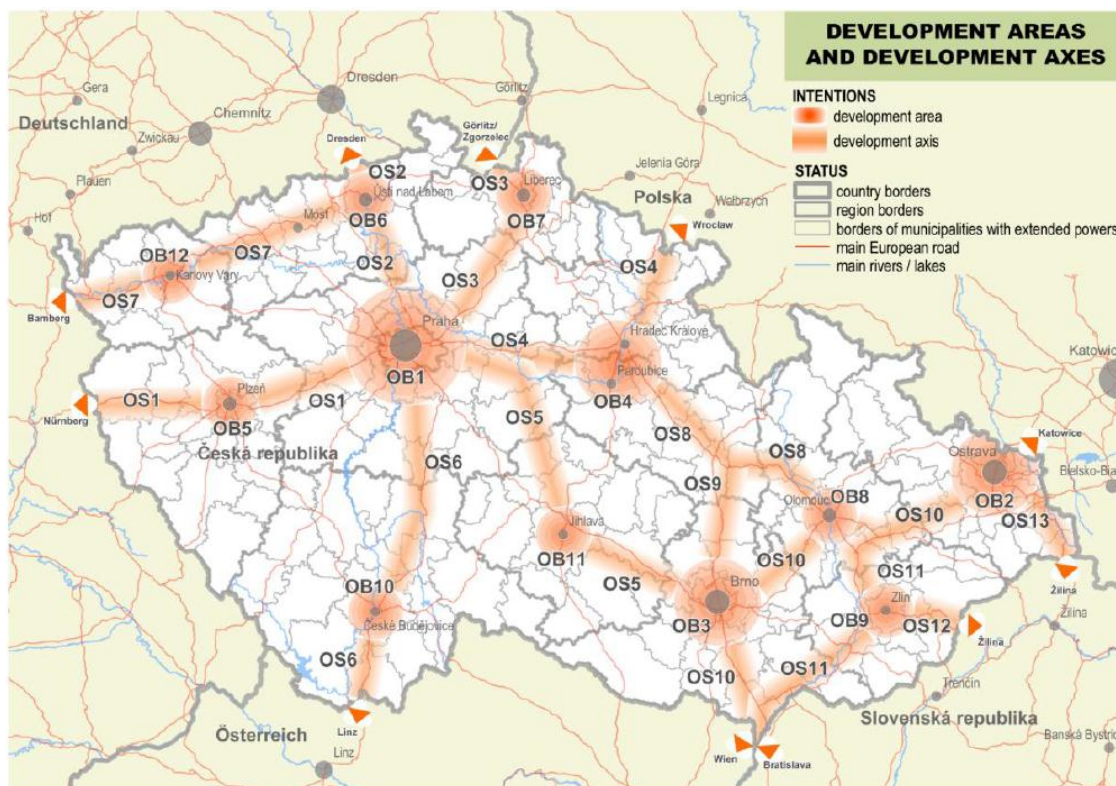 DEVELOPMENT AREAS
AND DEVELOPMENT AXES
INTENTIONS
development area
development axis
STATUS
country borders
region borders
borders of municipalities with extended powers
main European road
main rivers / lakes
Gera
Dresden
Görlitz
Legnica
Deutschland
Chemnitz
Zwickau
Dresden
Görlitz/
Zgorzelec
Jelenia Góra
Plauen
OS2
OS3
Liberec
Polska
Wałbrzych
Ústí nad Labem
Hof
Most
OB6
OB7
Wrocław
OB12
OS7
OS2
OS3
OS4
Karlovy Vary
OS7
Bamberg
Praha
OS4
Hradec Králové
Katowic
OB1
Pardubice
Plzeň
OS1
OS1
OB4
Nürnberg
OB5
OS5
OS8
Katowice
Česká republika
OS6
OS8
Ostrava
Bielsko-Bia
OS9
OB8
OB2
Olomouc
OS10
OS13
Jihlava
OB11
OS10
OS11
OB10
OS5
Brno
Zlín
Žilina
České Budějovice
OB3
OB9
OS12
Žilina
OS6
OS10
OS11
Žilina
Trenčín
Slovenská republika
Österreich
Linz
Linz
Wien
Bratislava
Banská Bystric